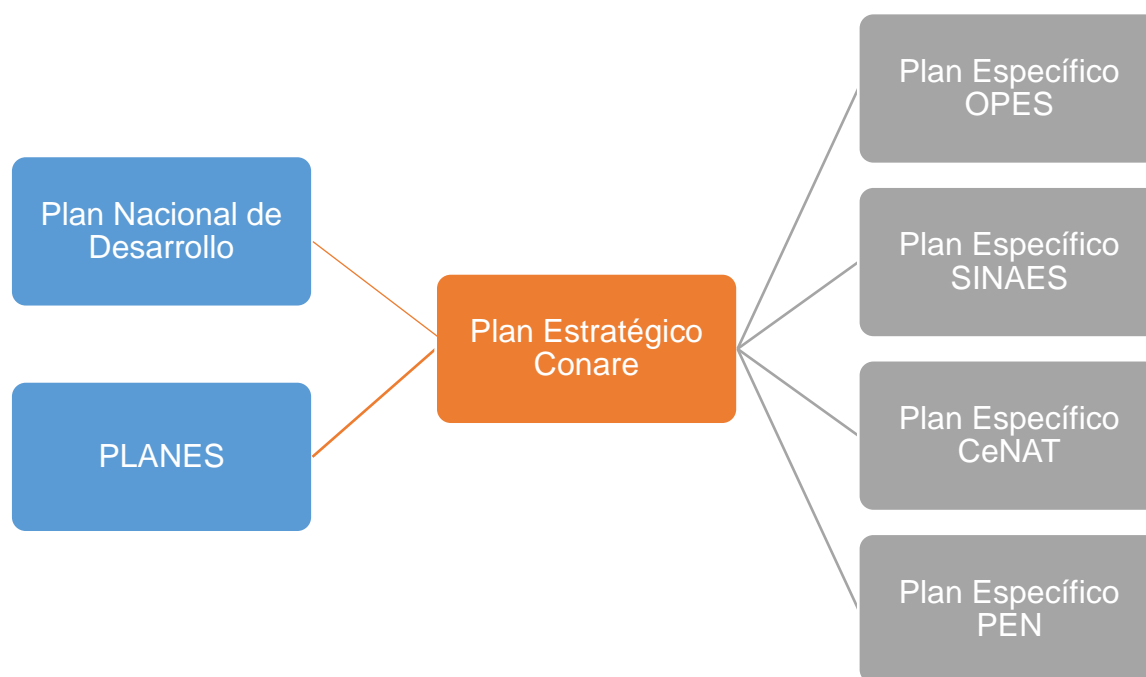 Plan Nacional de
Desarrollo
PLANES
Plan Estratégico
Conare
Plan Específico
OPES
Plan Específico
SINAES
Plan Específico
CeNAT
Plan Específico
PEN